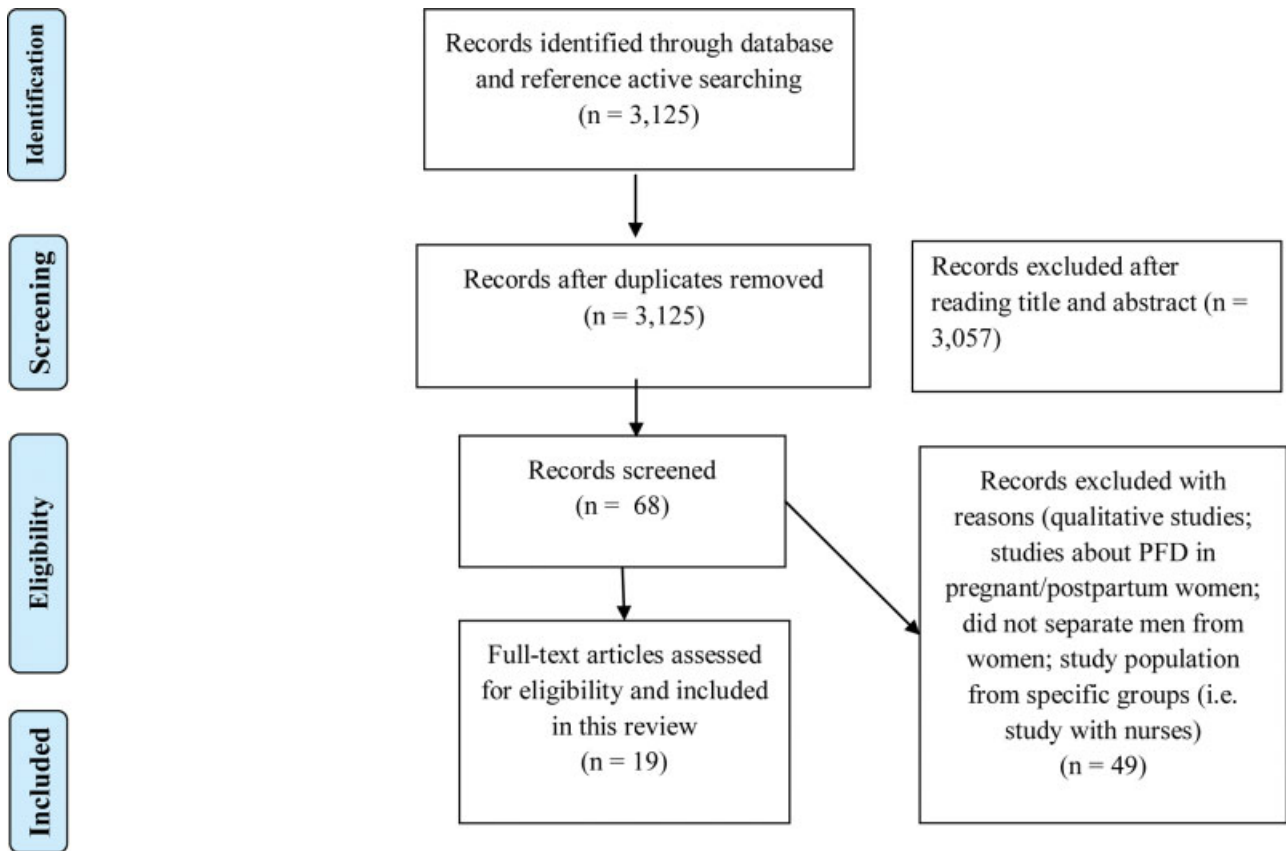 Identification
Records identified through database
and reference active searching
(n = 3,125)
Screening
Records after duplicates removed
(n = 3,125)
Records excluded after
reading title and abstract (n =
3,057)
Eligibility
Records screened
(n = 68)
Records excluded with
reasons (qualitative studies;
studies about PFD in
pregnant/postpartum women;
did not separate men from
women; study population
from specific groups (i.e.
study with nurses)
(n = 49)
Full-text articles assessed
for eligibility and included
in this review
(n = 19)
Included